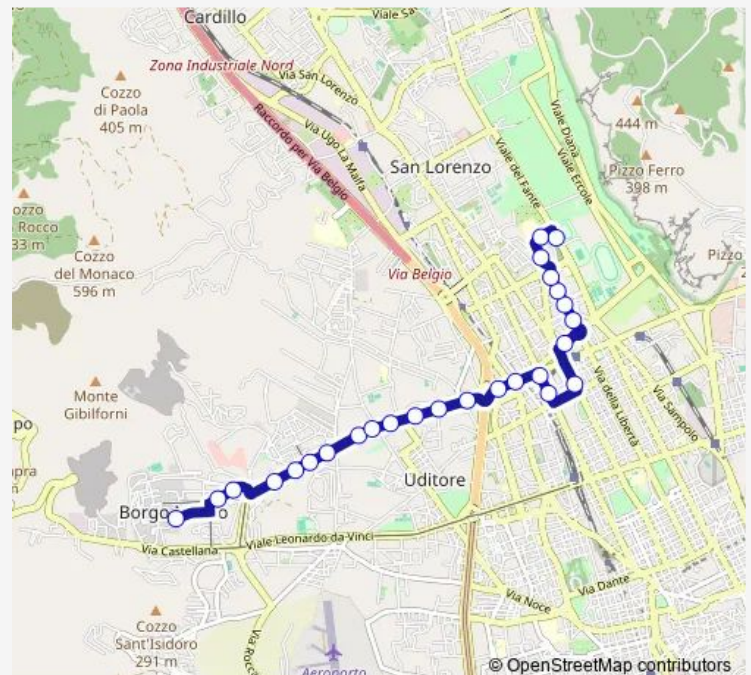 Cardillo
Viale Sa
Zona Industriale Nord
Via San Lorenzo
Cozzo
di Paola
405 m
Raccordo per Via Belgio
Via Ugo La Malfa
San Lorenzo
Viale del Fante
Viale Diana
Viale Ercole
444 m
Pizzo Ferro
398 m
ozzo
Rocco
33 m
Cozzo
del Monaco
596 m
Via Belgio
Pizzo
Monte
Gibilforni
Via della Libertà
Via Sampolo
po
Uditore
Via Castellana
Viale Leonardo da Vinci
Via Noce
Via Dante
Cozzo
Sant'Isidoro
291 m
Via Rocc
Aeroporto
© OpenStreetMap contributors